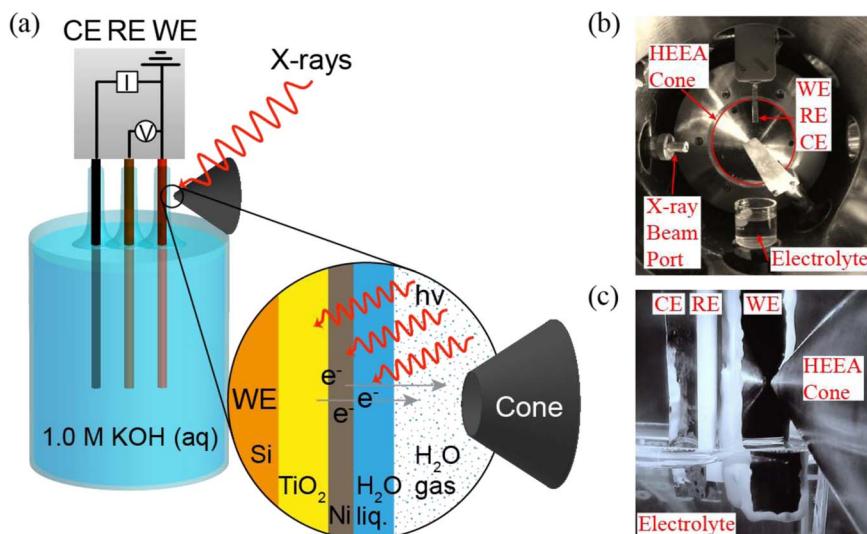 (a)
CE RE WE
I
V
X-rays
1.0 M KOH (aq)
hν
e-
e-
e-
WE
Si
TiO2
Ni
H2O
liq.
H2O
gas
Cone
(b)
HEEA
Cone
WE
RE
CE
X-ray
Beam
Port
Electrolyte
(c)
CE RE WE
HEEA
Cone
Electrolyte